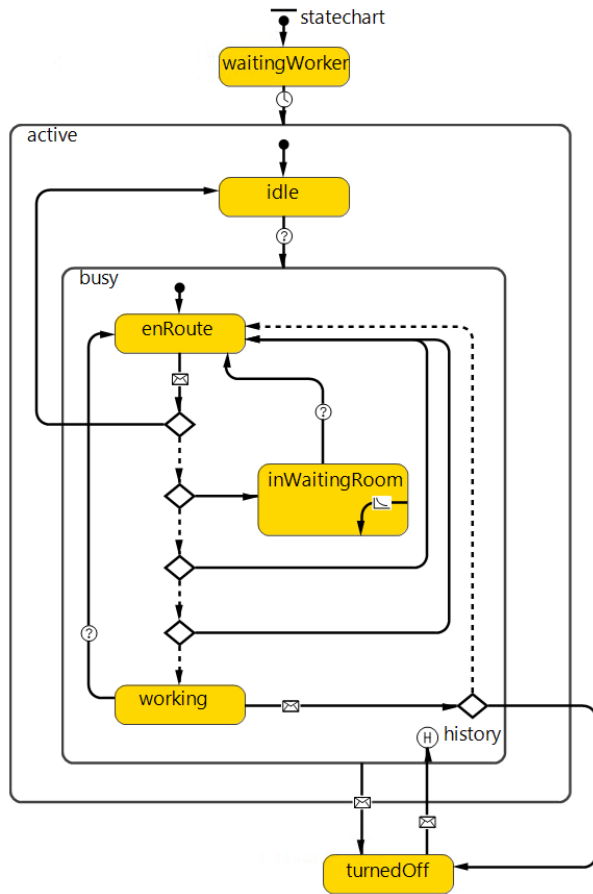 statechart
waitingWorker
active
idle
?
busy
enRoute
?
inWaitingRoom
?
working
H history
turnedOff